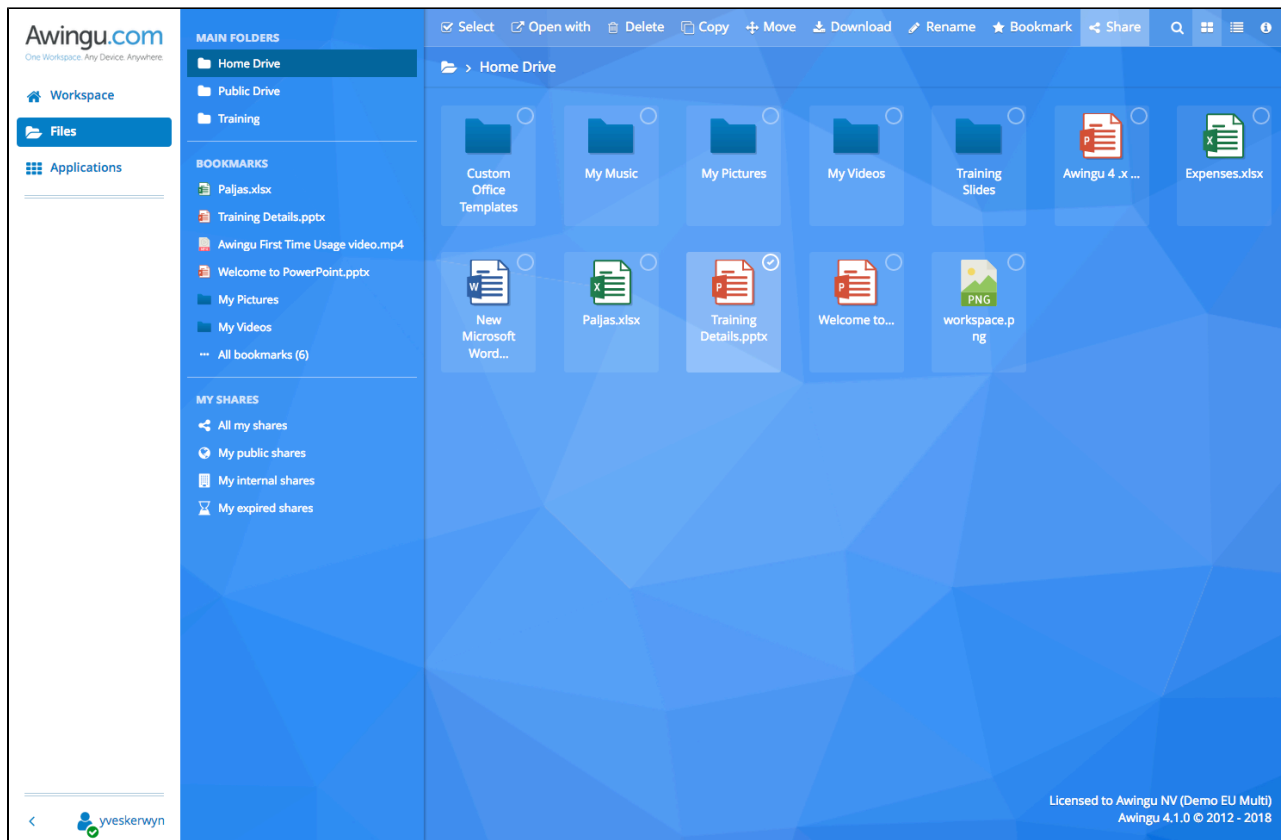 Awingu.com
One Workspace. Any Device. Anywhere.
Workspace
Files
Applications
MAIN FOLDERS
Home Drive
Public Drive
Training
BOOKMARKS
Paljas.xlsx
Training Details.pptx
Awingu First Time Usage video.mp4
Welcome to PowerPoint.pptx
My Pictures
My Videos
All bookmarks (6)
MY SHARES
All my shares
My public shares
My internal shares
My expired shares
Select Open with Delete Copy Move Download Rename Bookmark Share
> Home Drive
Custom
Office
Templates
My Music
My Pictures
My Videos
Training
Slides
P
Awingu 4 .x ...
X
Expenses.xlsx
W
New
Microsoft
Word...
X
Paljas.xlsx
P
Training
Details.pptx
P
Welcome to...
PNG
workspace.p
ng
yveskerwyn
Licensed to Awingu NV (Demo EU Multi)
Awingu 4.1.0 © 2012 - 2018